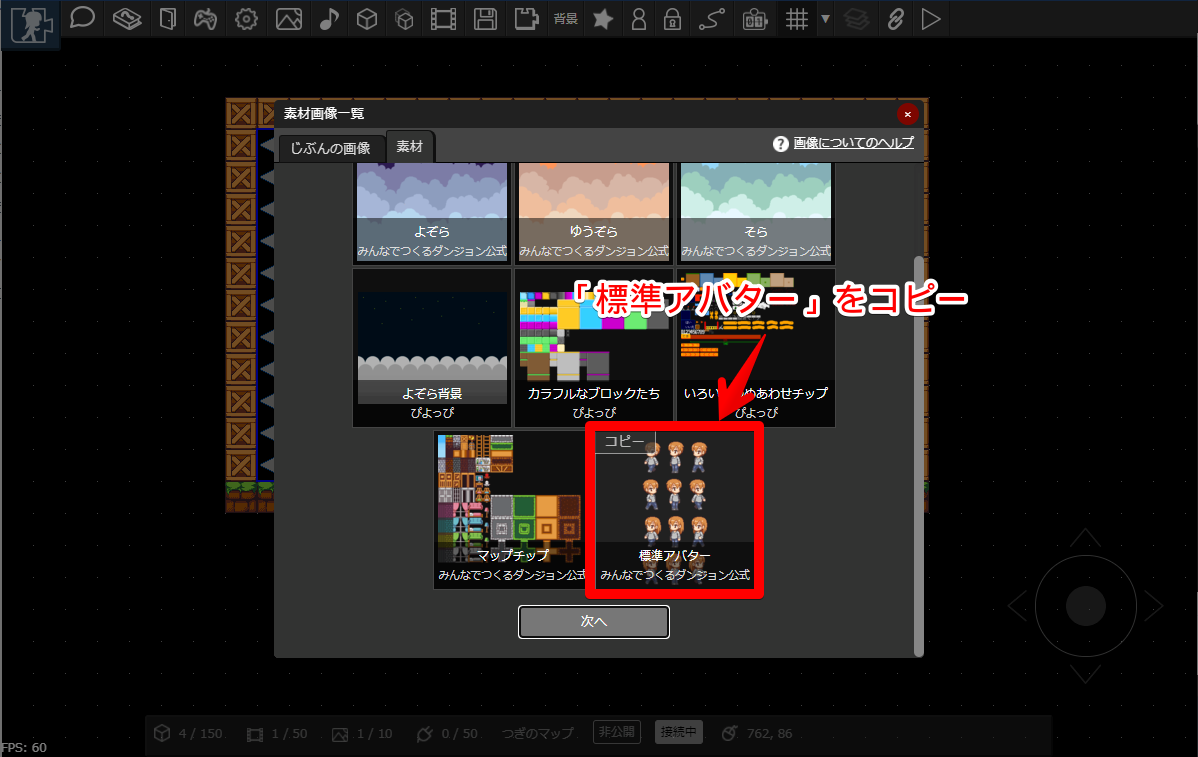 背景
素材画像一覧
じぶんの画像
素材
画像についてのヘルプ
よぞら
みんなでつくるダンジョン公式
ゆうぞら
みんなでつくるダンジョン公式
そら
みんなでつくるダンジョン公式
「標準アバター」をコピー
よぞら背景
ぴよっぴ
カラフルなブロックたち
ぴよっぴ
いろい めあわせチップ
ぴよっぴ
コピー
マップチップ
みんなでつくるダンジョン公式
標準アバター
みんなでつくるダンジョン公式
次へ
4 / 150
1 / 50
1 / 10
0 / 50
つぎのマップ
非公開
接続中
762, 86
FPS: 60